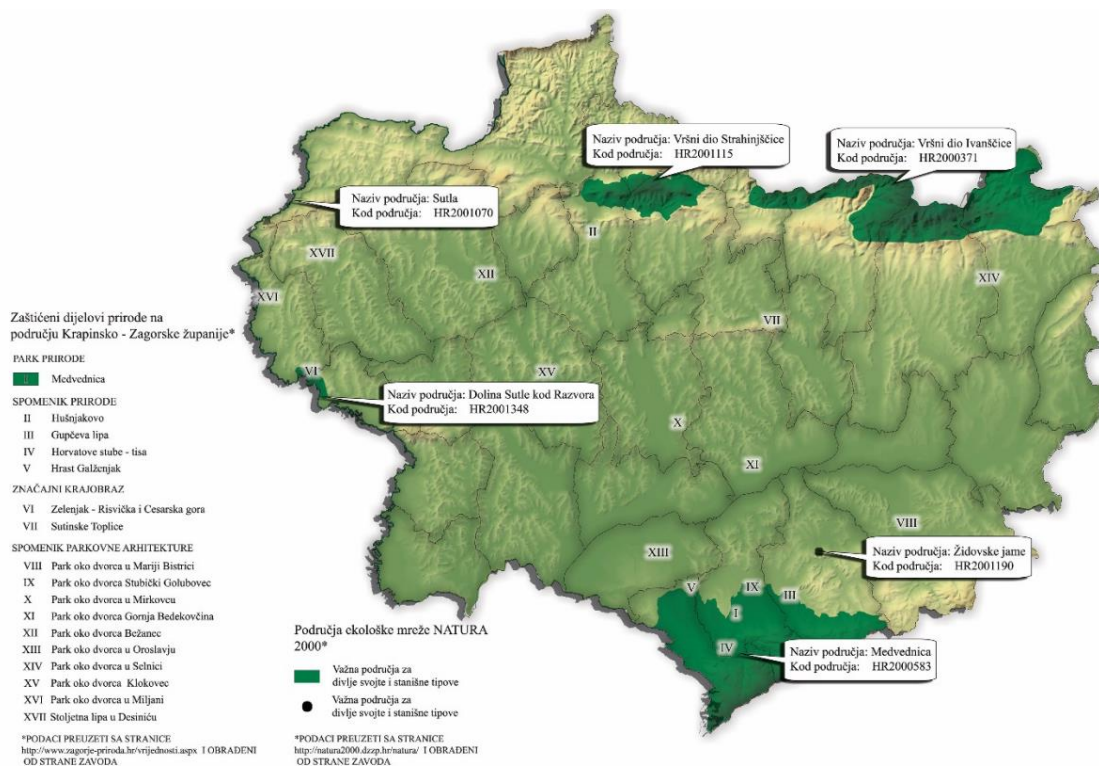 Naziv područja: Vršni dio Strahinjščice
Kod područja: HR2001115
Naziv područja: Vršni dio Ivanščice
Kod područja: HR2000371
Naziv područja: Sutla
Kod područja: HR2001070
II
XVII
XII
XIV
XVI
VII
Zaštićeni dijelovi prirode na
području Krapinsko - Zagorske županije*
PARK PRIRODE
I Medvednica
SPOMENIK PRIRODE
II Hušnjakovo
III Gupčeva lipa
IV Horvatove stube - tisa
V Hrast Galženjak
ZNAČAJNI KRAJOBRAZ
VI Zelenjak - Risvička i Cesarska gora
VII Sutinske Toplice
SPOMENIK PARKOVNE ARHITEKTURE
VIII Park oko dvorca u Mariji Bistrici
IX Park oko dvorca Stubički Golubovec
X Park oko dvorca u Mirkovcu
XI Park oko dvorca Gornja Bedekovčina
XII Park oko dvorca Bežanec
XIII Park oko dvorca u Oroslavju
XIV Park oko dvorca u Selnici
XV Park oko dvorca Klokovec
XVI Park oko dvorca u Miljani
XVII Stoljetna lipa u Desiniću
*PODACI PREUZETI SA STRANICE
http://www.zagorje-priroda.hr/vrijednosti.aspx I OBRAĐENI
OD STRANE ZAVODA
VI
XV
Naziv područja: Dolina Sutle kod Razvora
Kod područja: HR2001348
X
XI
VIII
XIII
Naziv područja: Židovske jame
Kod područja: HR2001190
V
IX
III
I
IV
Naziv područja: Medvednica
Kod područja: HR2000583
Područja ekološke mreže NATURA
2000*
Važna područja za
divlje svojte i stanišne tipove
Važna područja za
divlje svojte i stanišne tipove
*PODACI PREUZETI SA STRANICE
http://natura2000.dzzp.hr/natura/ I OBRAĐENI
OD STRANE ZAVODA